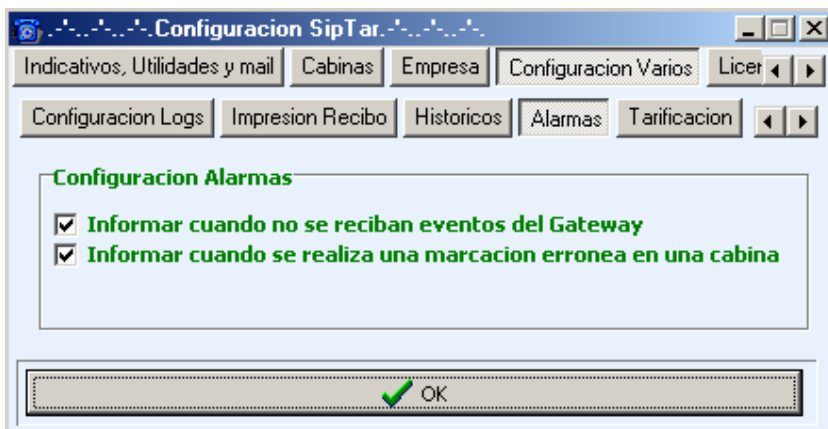 .-'-..-'-..-'-.Configuracion SipTar.-'-..-'-..-'-.
Indicativos, Utilidades y mail Cabinas Empresa Configuracion Varios Licer
Configuracion Logs Impresion Recibo Historicos Alarmas Tarificacion
Configuracion Alarmas
Informar cuando no se reciban eventos del Gateway
Informar cuando se realiza una marcacion erronea en una cabina
OK